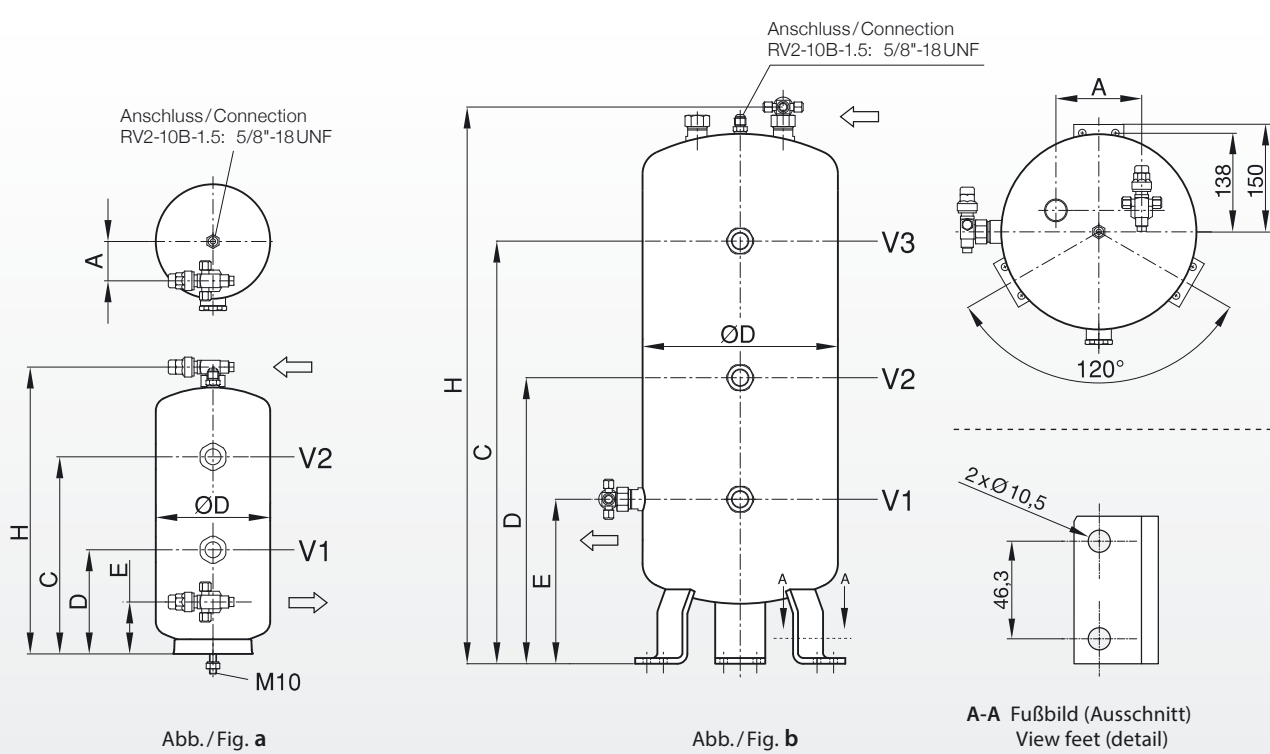 Anschluss/Connection
RV2-10B-1.5: 5/8"-18UNF
A
H
C
D
E
ØD
V2
V1
M10
Abb./Fig. a
Anschluss/Connection
RV2-10B-1.5: 5/8"-18UNF
H
C
D
E
ØD
V3
V2
V1
A
A
Abb./Fig. b
A
138
150
120°
2xØ10,5
46,3
A-A Fußbild (Ausschnitt)
View feet (detail)